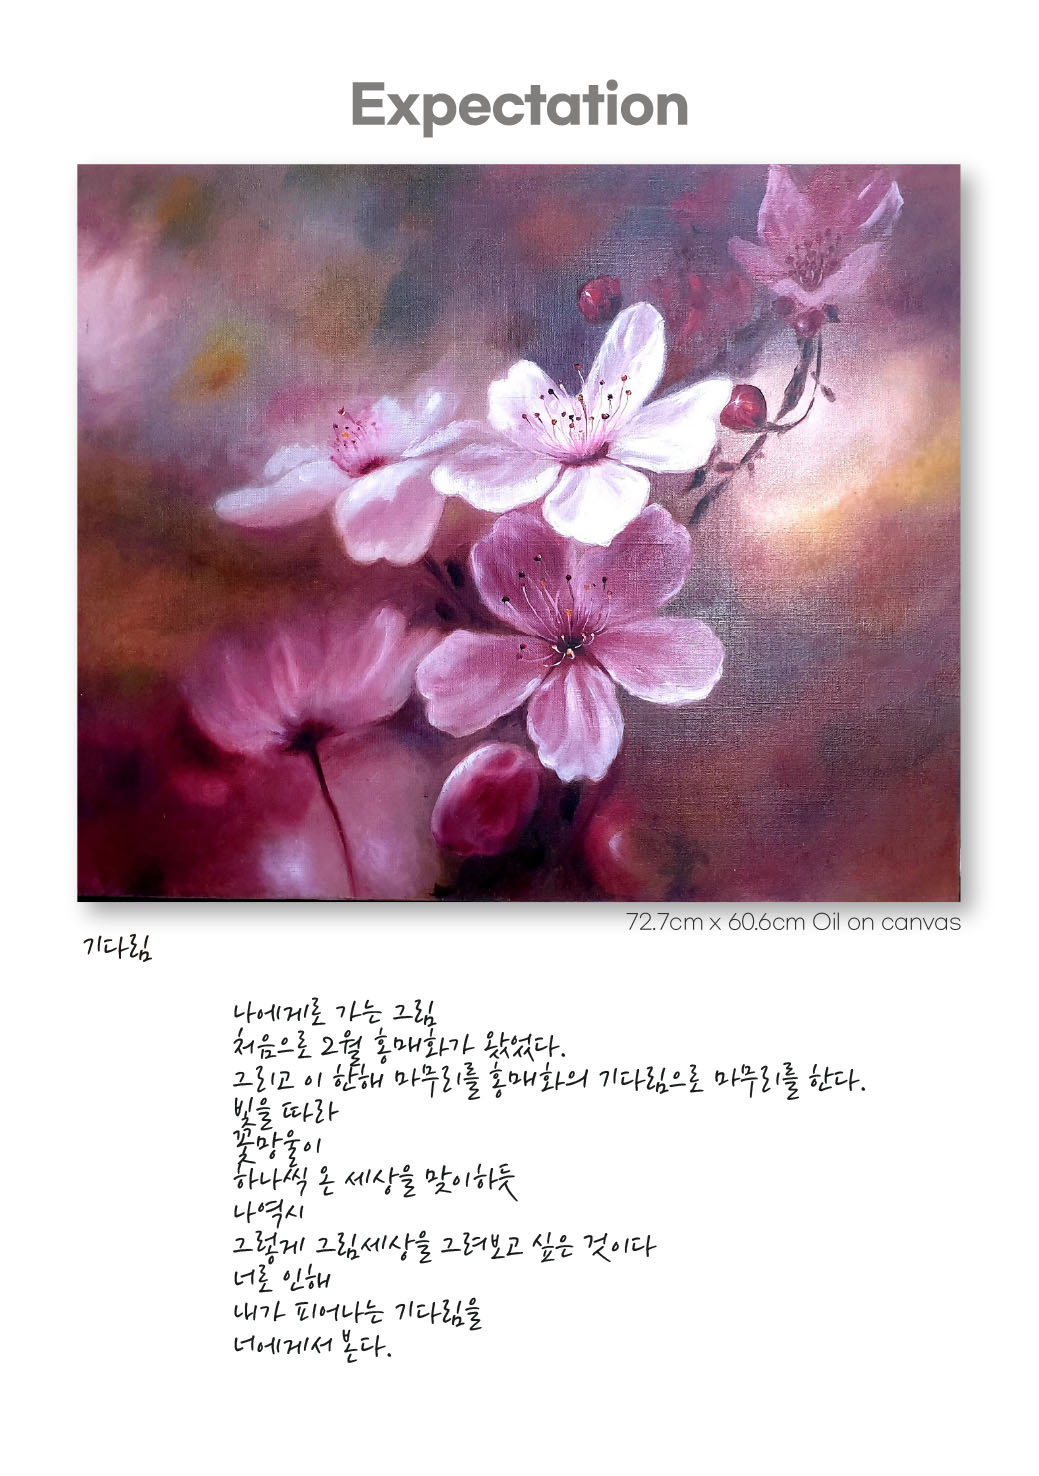 Expectation
72.7cm x 60.6cm Oil on canvas
기다림
나에게로 가는 그림
처음으로 2월 홍매화가 왔었다.
그리고 이 한해 마무리를 홍매화의 기다림으로 마무리를 한다.
빛을 따라
꽃망울이
하나씩 온 세상을 맞이하듯
나역시
그렇게 그림세상을 그려보고 싶은 것이다
너로 인해
내가 피어나는 기다림을
너에게서 본다.